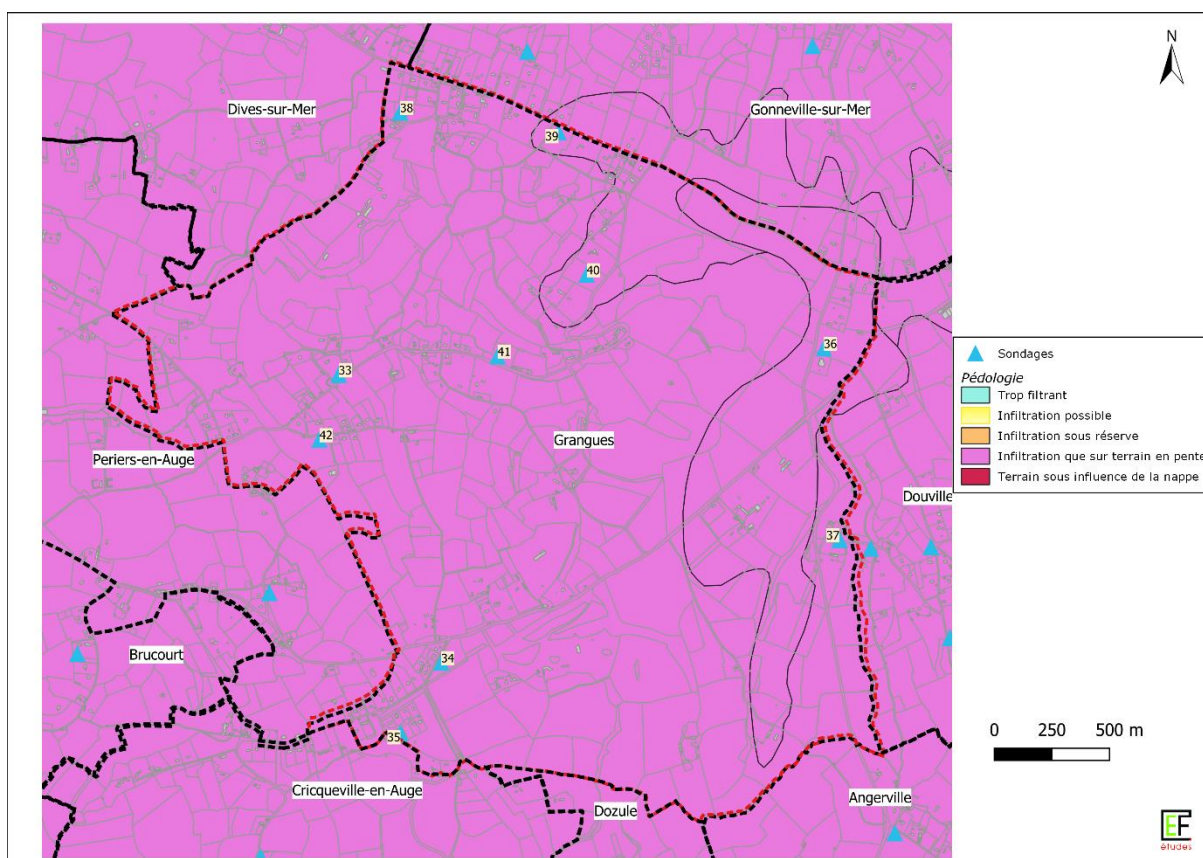 N
Dives-sur-Mer
Gonneville-sur-Mer
38
39
40
36
41
33
42
Grangues
Periers-en-Auge
Douville
37
Brucourt
34
35
Cricqueville-en-Auge
Dozule
Angerville
Sondages
Pédologie
Trop filtrant
Infiltration possible
Infiltration sous réserve
Infiltration que sur terrain en pente
Terrain sous influence de la nappe
0 250 500 m
EF
études